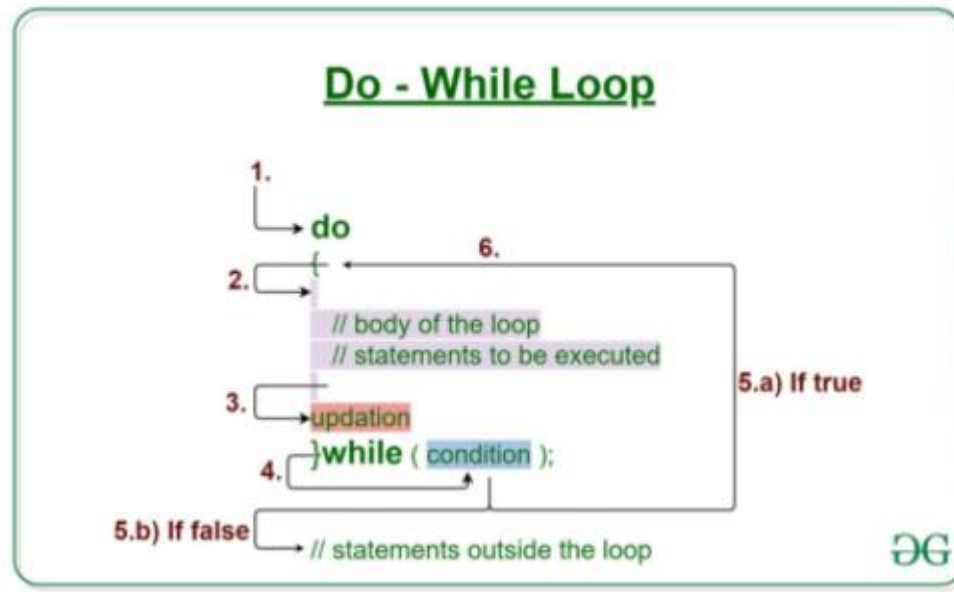 Do - While Loop
1.
do
6.
{
2.
// body of the loop
// statements to be executed
5.a) If true
3.
updation
}while ( condition );
4.
5.b) If false
// statements outside the loop